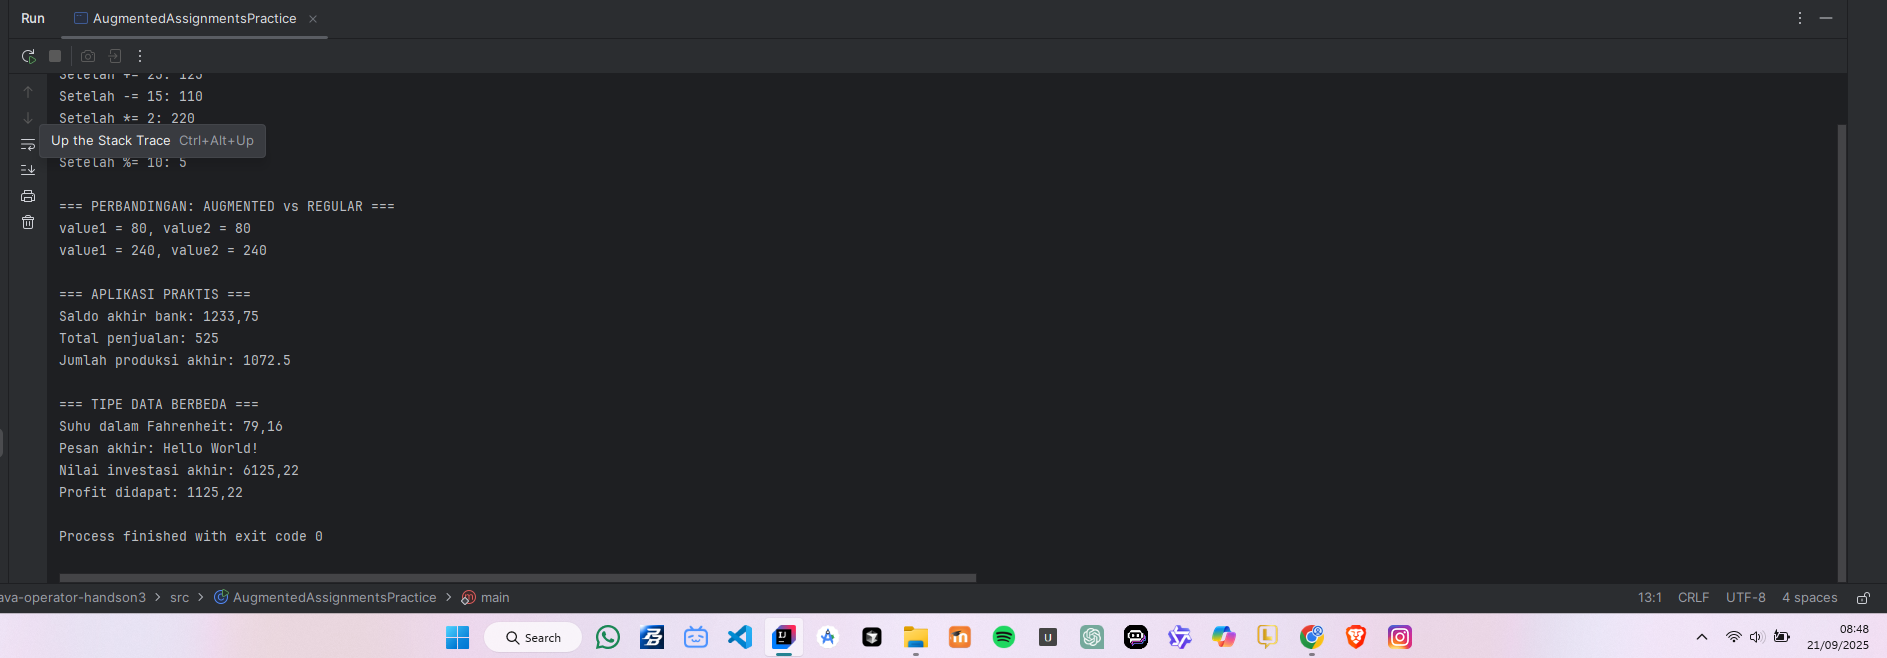 Run
AugmentedAssignmentsPractice
Setelah += 25: 125
Setelah -= 15: 110
Setelah *= 2: 220
Up the Stack Trace Ctrl+Alt+Up
Setelah %= 10: 5
=== PERBANDINGAN: AUGMENTED vs REGULAR ===
value1 = 80, value2 = 80
value1 = 240, value2 = 240
=== APLIKASI PRAKTIS ===
Saldo akhir bank: 1233,75
Total penjualan: 525
Jumlah produksi akhir: 1072.5
=== TIPE DATA BERBEDA ===
Suhu dalam Fahrenheit: 79,16
Pesan akhir: Hello World!
Nilai investasi akhir: 6125,22
Profit didapat: 1125,22
Process finished with exit code 0
ava-operator-handson3 > src > AugmentedAssignmentsPractice > main
13:1 CRLF UTF-8 4 spaces
Search
08:48
21/09/2025